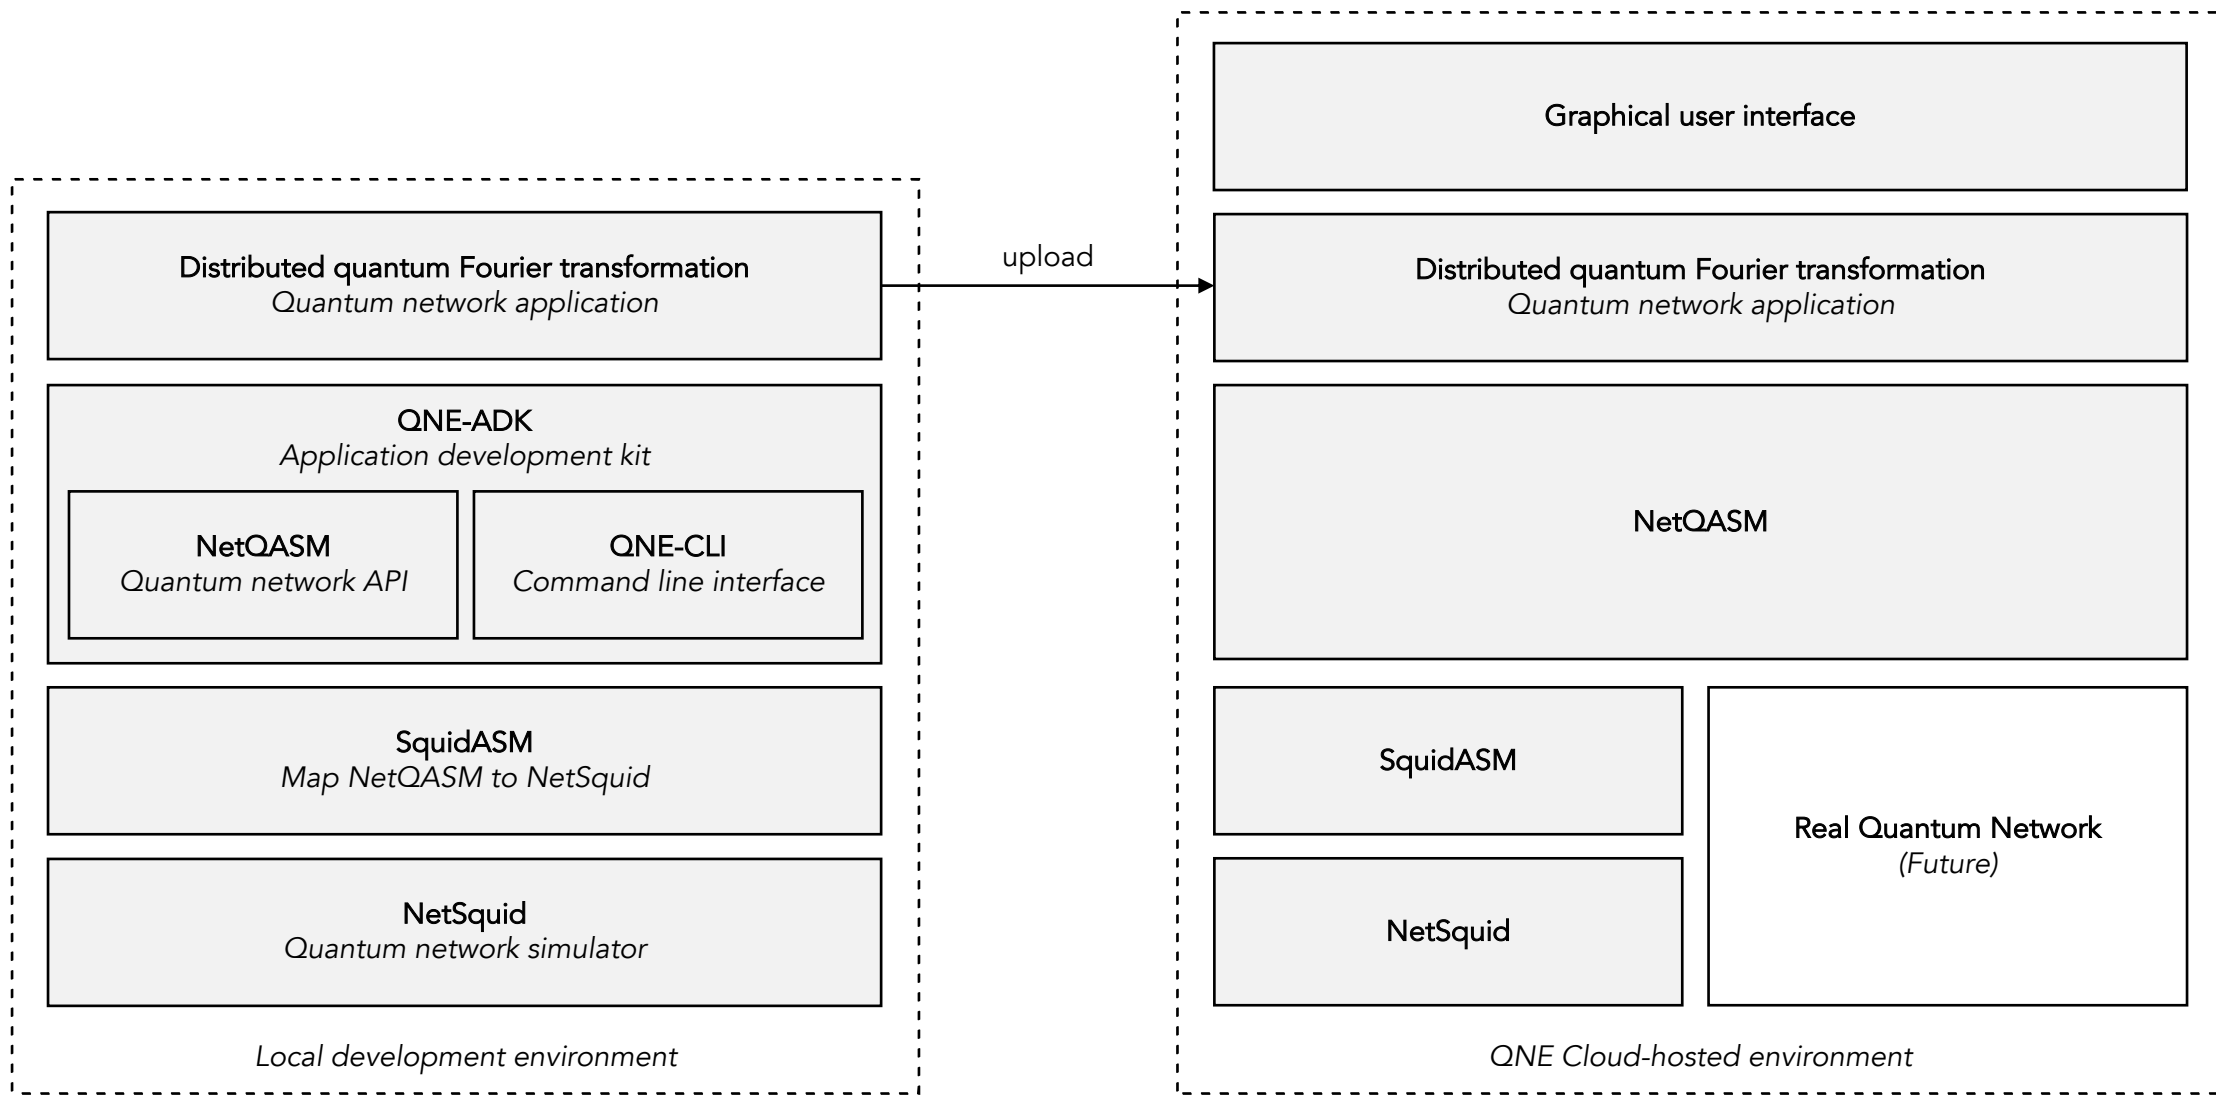 Distributed quantum Fourier transformation
Quantum network application
QNE-ADK
Application development kit
NetQASM
Quantum network API
QNE-CLI
Command line interface
SquidASM
Map NetQASM to NetSquid
NetSquid
Quantum network simulator
Local development environment
upload
Graphical user interface
Distributed quantum Fourier transformation
Quantum network application
NetQASM
SquidASM
NetSquid
Real Quantum Network
(Future)
QNE Cloud-hosted environment